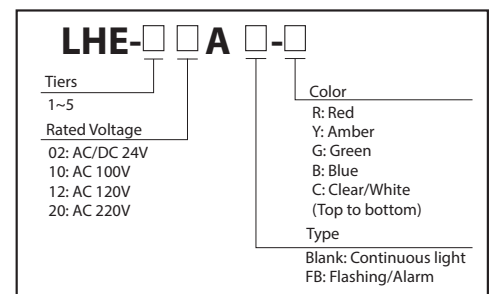 LHE-□ □ A □-□
Tiers
1~5
Rated Voltage
02: AC/DC 24V
10: AC 100V
12: AC 120V
20: AC 220V
Color
R: Red
Y: Amber
G: Green
B: Blue
C: Clear/White
(Top to bottom)
Type
Blank: Continuous light
FB: Flashing/Alarm